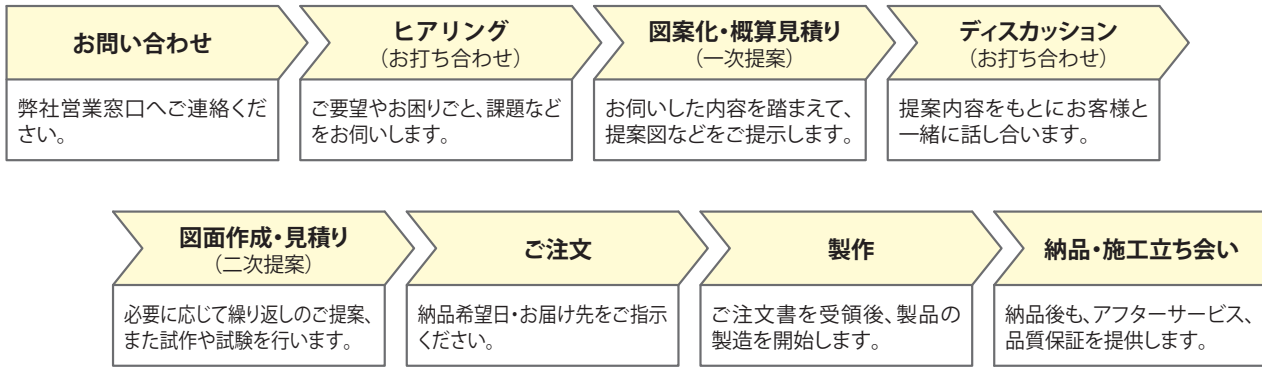 お問い合わせ
弊社営業窓口へご連絡くだ
さい。
ヒアリング
（お打ち合わせ）
ご要望やお困りごと、課題など
をお伺いします。
図案化・概算見積り
（一次提案）
お伺いした内容を踏まえて、
提案図などをご提示します。
ディスカッション
（お打ち合わせ）
提案内容をもとにお客様と
一緒に話し合います。
図面作成・見積り
（二次提案）
必要に応じて繰り返しのご提案、
また試作や試験を行います。
ご注文
納品希望日・お届け先をご指示
ください。
製作
ご注文書を受領後、製品の
製造を開始します。
納品・施工立ち会い
納品後も、アフターサービス、
品質保証を提供します。